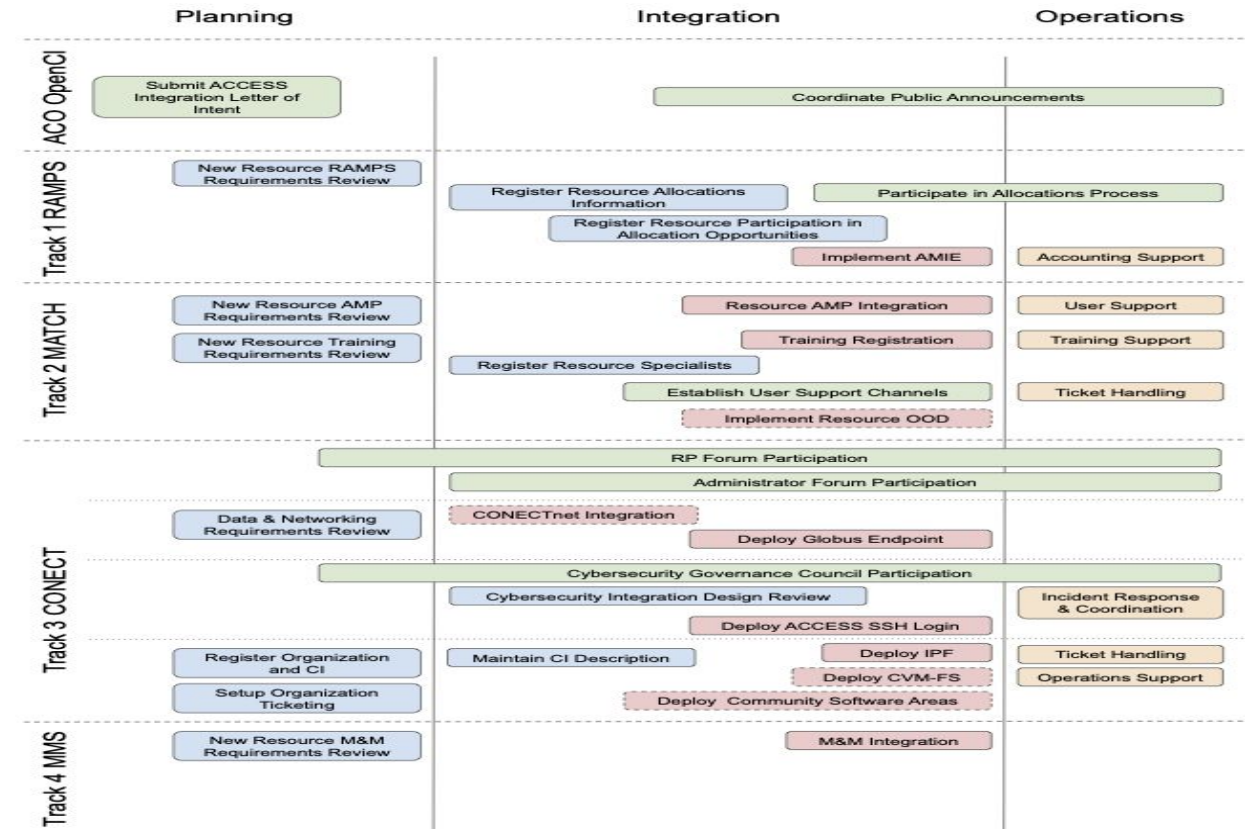 Planning
Integration
Operations
ACO OpenCI
Submit ACCESS
Integration Letter of
Intent
Coordinate Public Announcements
Track 1 RAMPS
New Resource RAMPS
Requirements Review
Register Resource Allocations
Information
Participate in Allocations Process
Register Resource Participation in
Allocation Opportunities
Implement AMIE
Accounting Support
Track 2 MATCH
New Resource AMP
Requirements Review
Resource AMP Integration
User Support
New Resource Training
Requirements Review
Training Registration
Training Support
Register Resource Specialists
Establish User Support Channels
Ticket Handling
Implement Resource OOD
Track 3 CONECT
RP Forum Participation
Administrator Forum Participation
Data & Networking
Requirements Review
CONECTnet Integration
Deploy Globus Endpoint
Cybersecurity Governance Council Participation
Cybersecurity Integration Design Review
Incident Response
& Coordination
Deploy ACCESS SSH Login
Register Organization
and CI
Maintain CI Description
Deploy IPF
Ticket Handling
Setup Organization
Ticketing
Deploy CVM-FS
Operations Support
Deploy Community Software Areas
Track 4 MMS
New Resource M&M
Requirements Review
M&M Integration